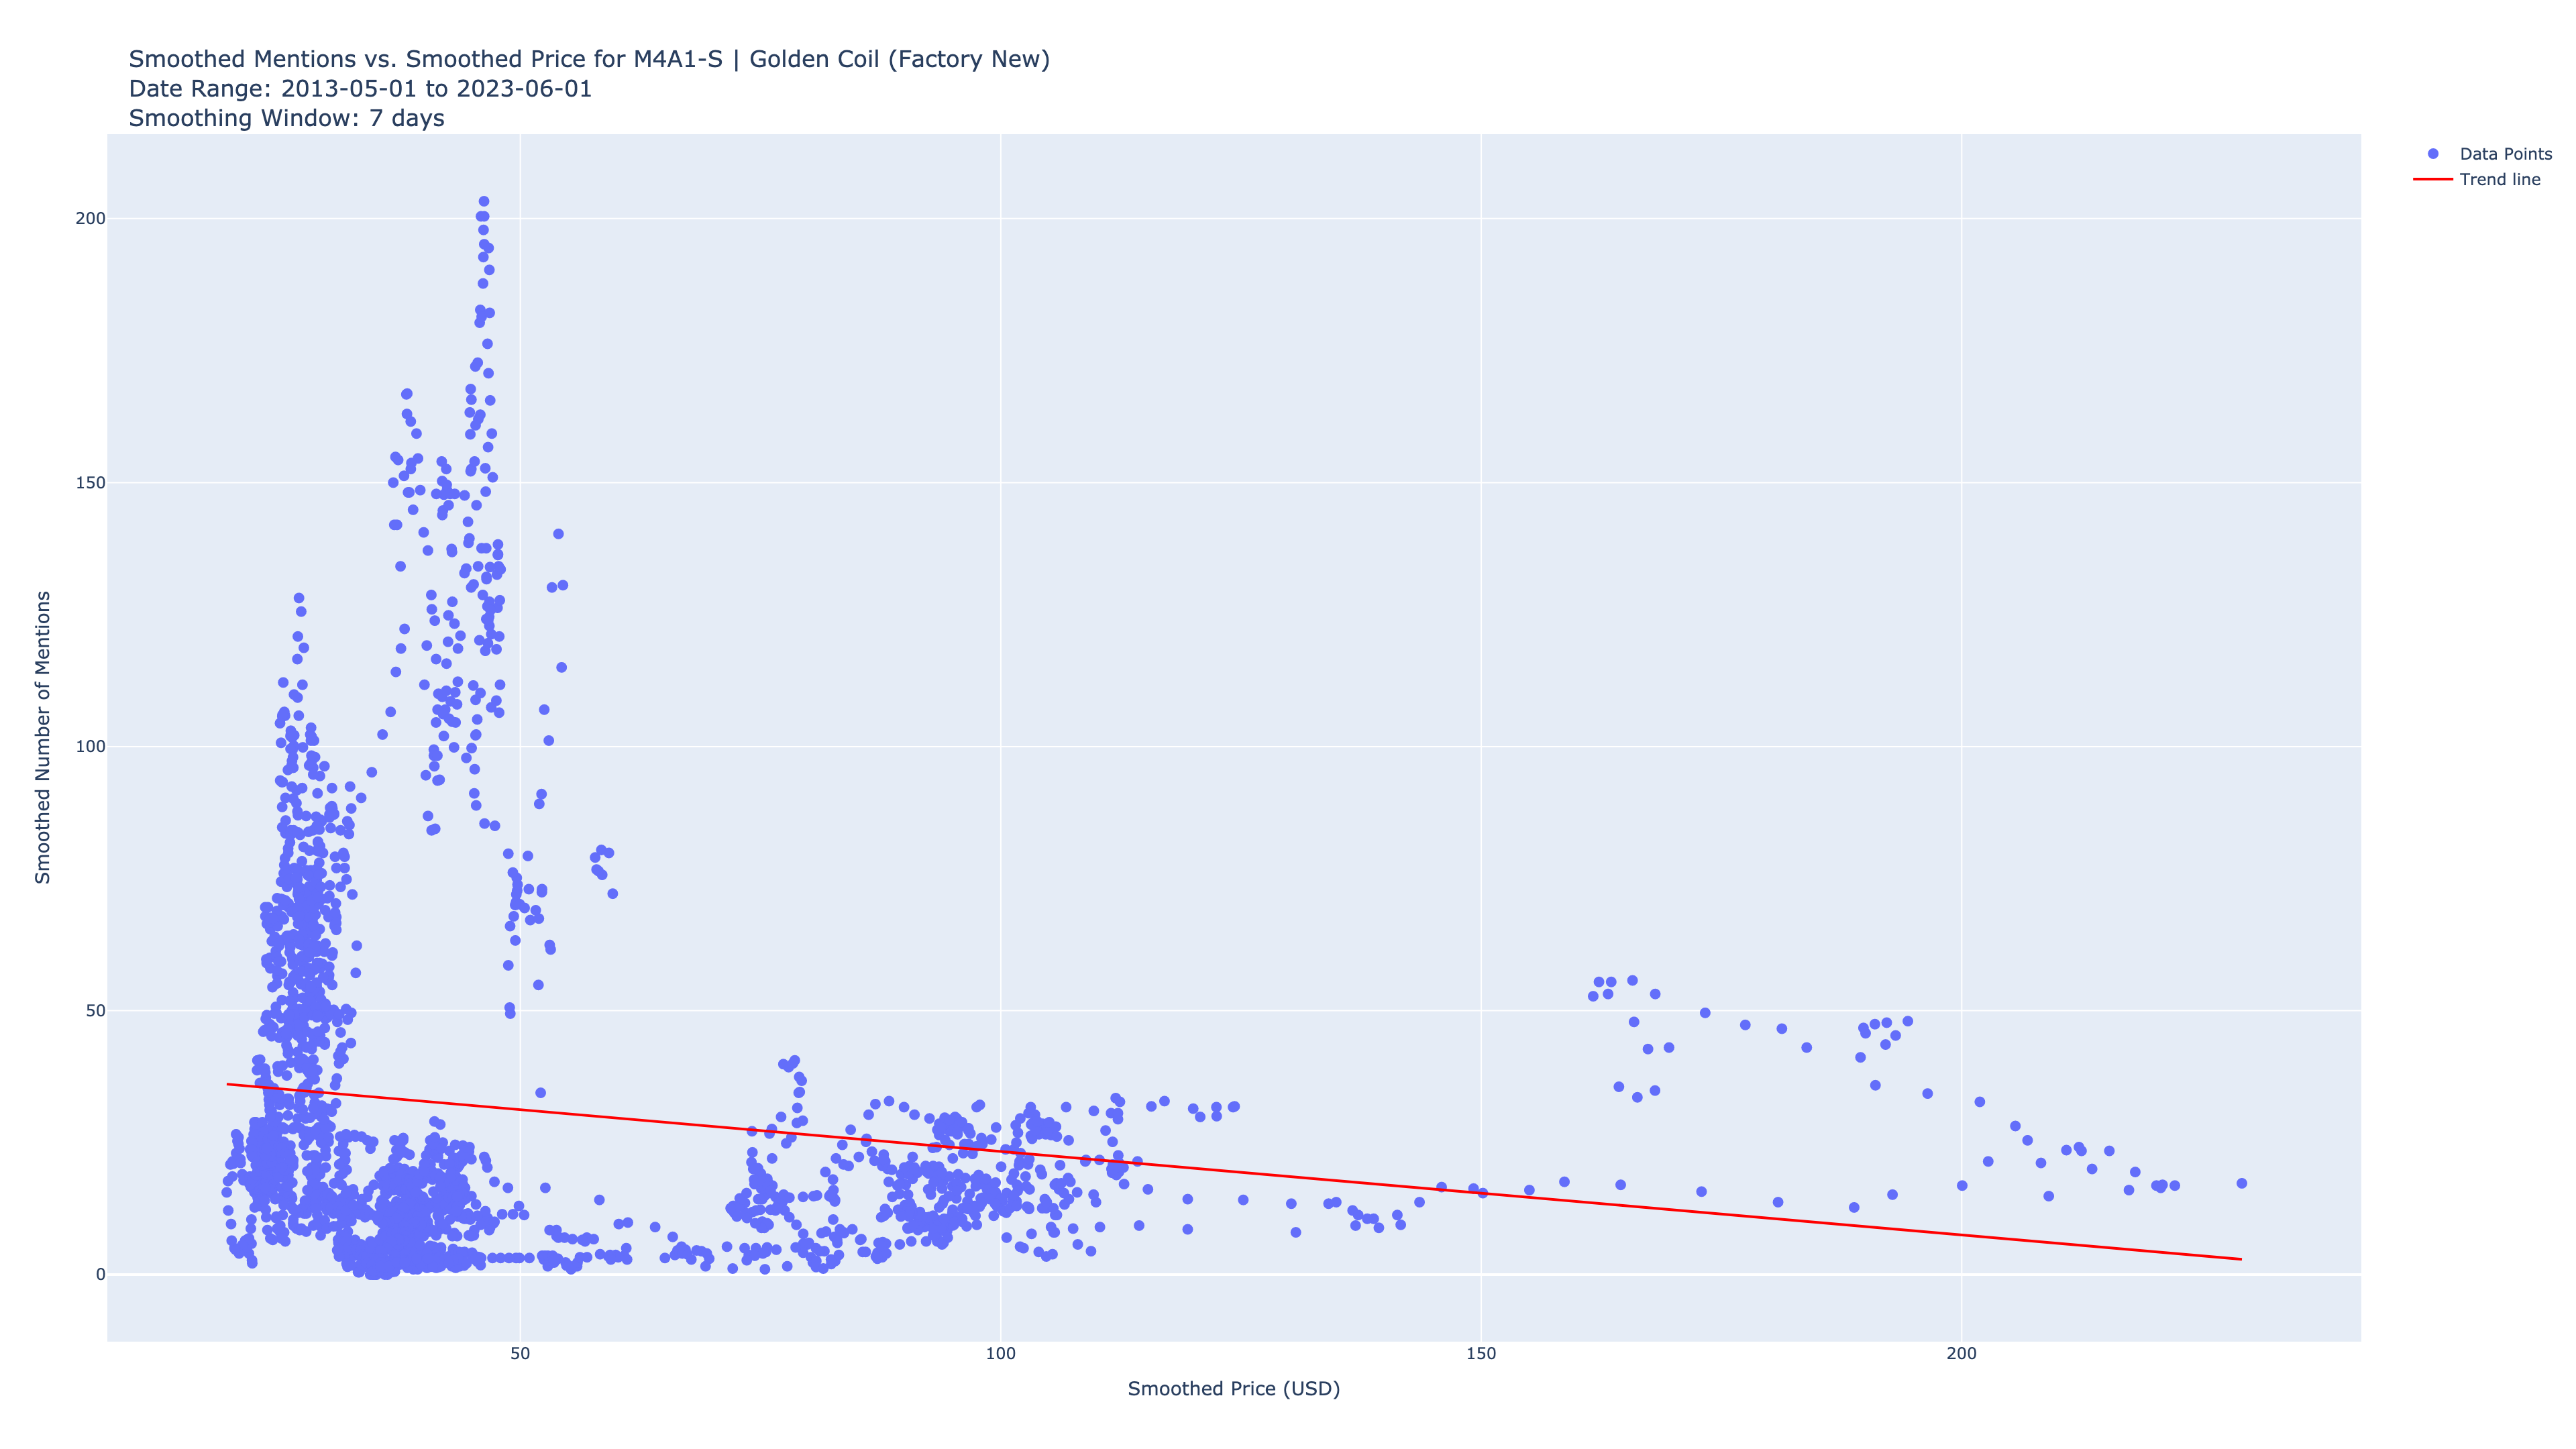 Smoothed Mentions vs. Smoothed Price for M4A1-S | Golden Coil (Factory New)
Date Range: 2013-05-01 to 2023-06-01
Smoothing Window: 7 days
Data Points
Trend line
200
150
100
50
0
Smoothed Number of Mentions
50
100
150
200
Smoothed Price (USD)